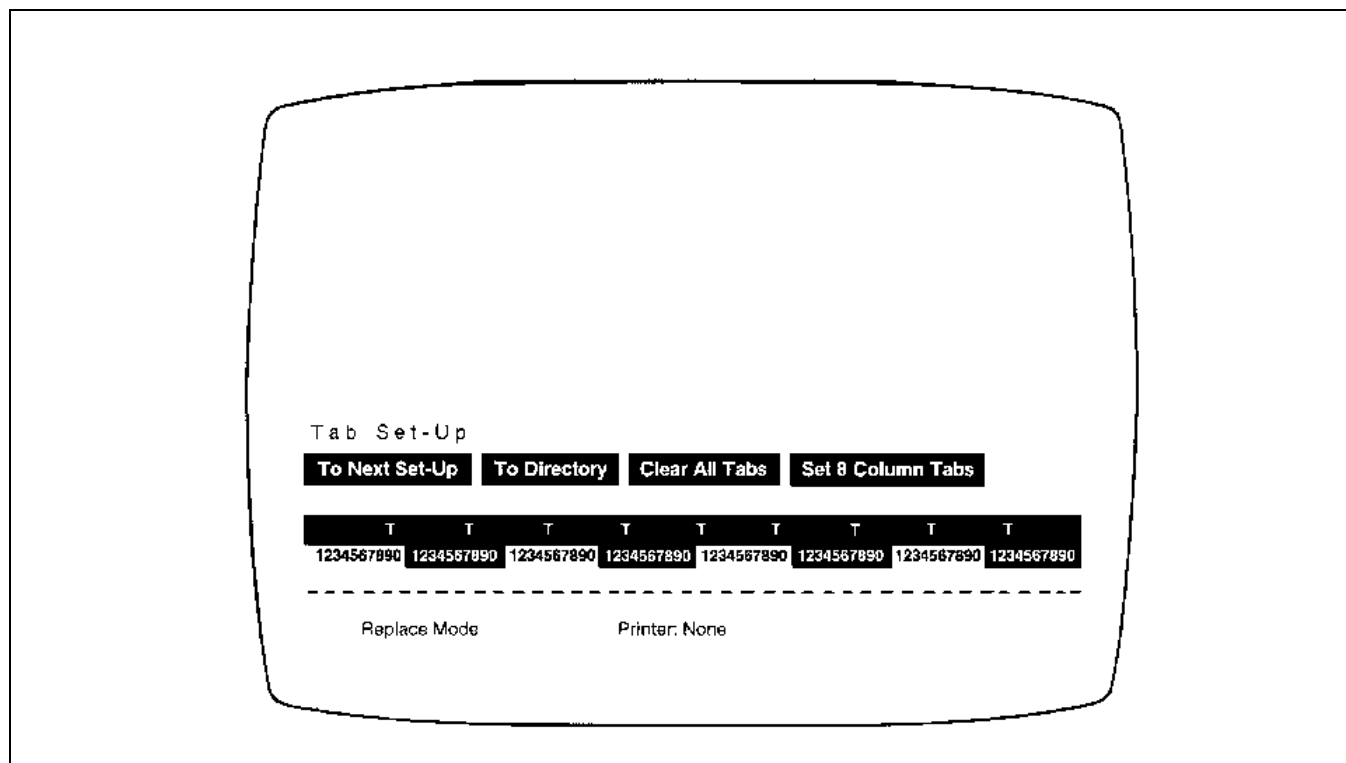 Tab Set-Up
To Next Set-Up To Directory Clear All Tabs Set 8 Column Tabs
T T T T T T T T T
1234567890 1234567890 1234567890 1234567890 1234567890 1234567890 1234567890 1234567890
Replace Mode Printer: None